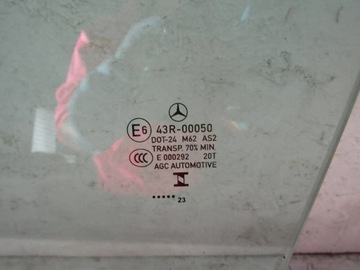 E6 43R-00050
DOT-24 M62 AS2
TRANSP. 70% MIN.
CCC E 000292 20T
AGC AUTOMOTIVE
..... 23